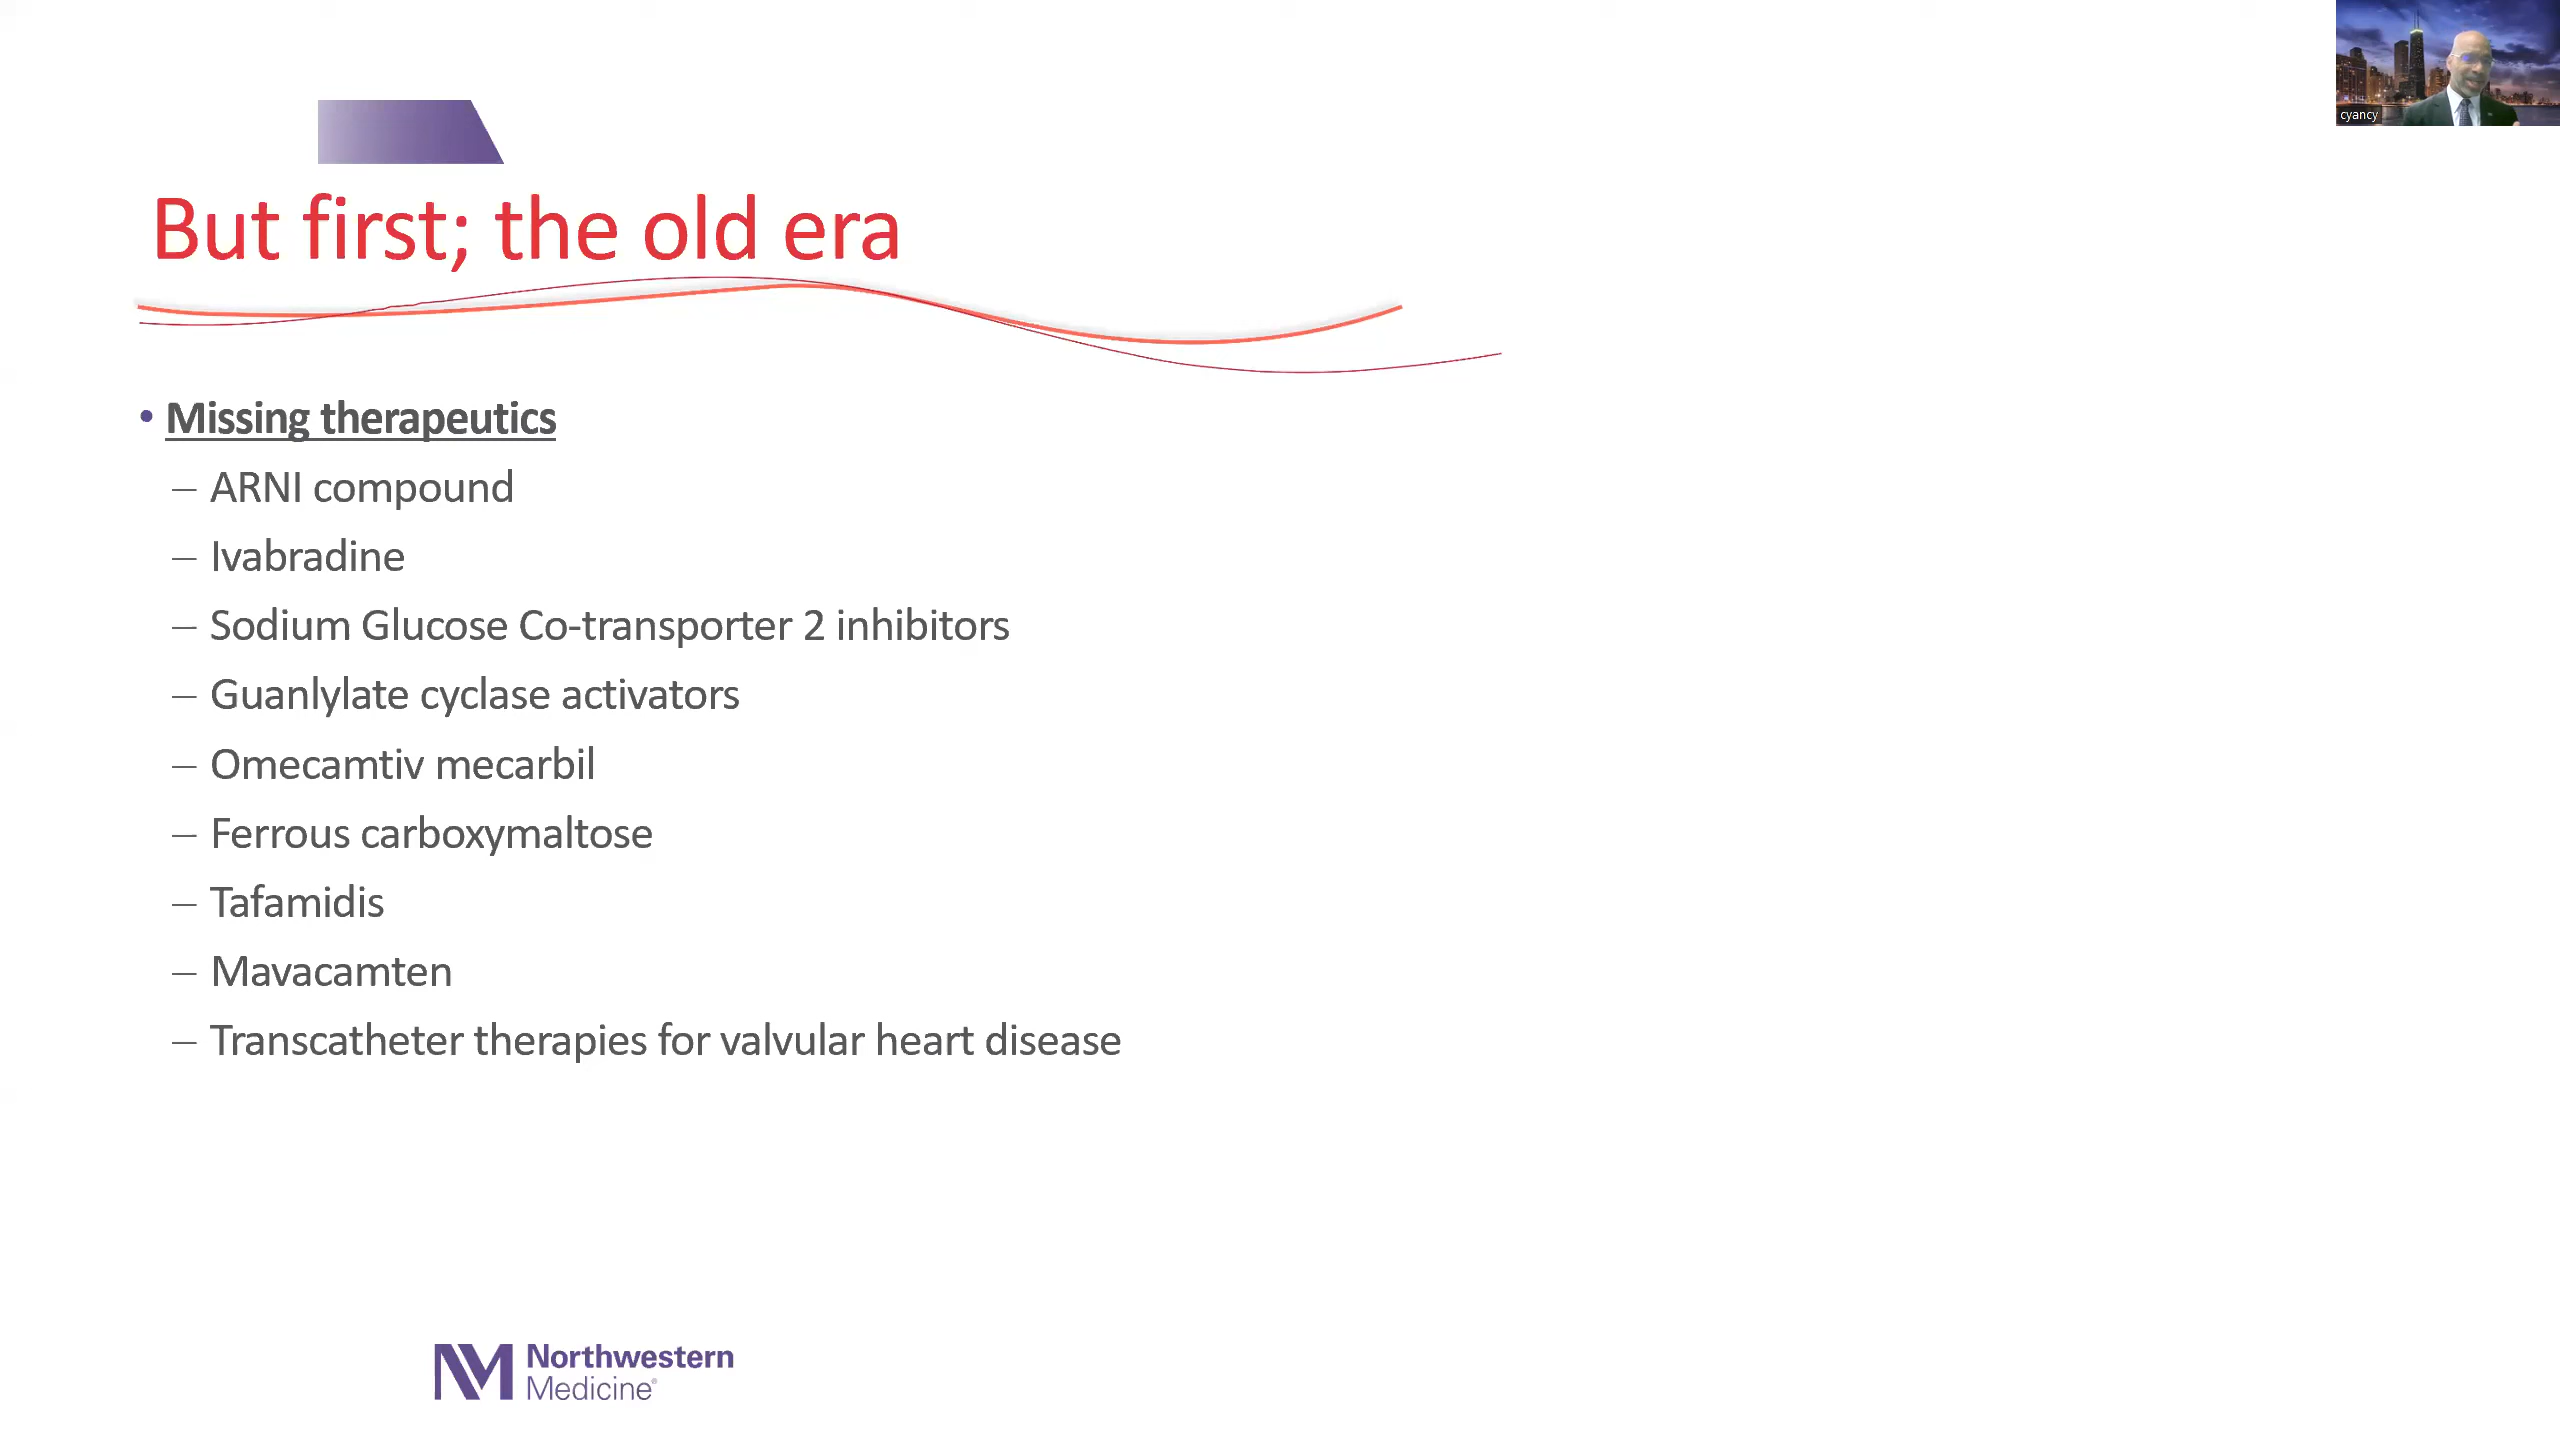 cyancy
But first; the old era
• Missing therapeutics
– ARNI compound
– Ivabradine
– Sodium Glucose Co-transporter 2 inhibitors
– Guanlylate cyclase activators
– Omecamtiv mecarbil
– Ferrous carboxymaltose
– Tafamidis
– Mavacamten
– Transcatheter therapies for valvular heart disease
NM Northwestern
Medicine®